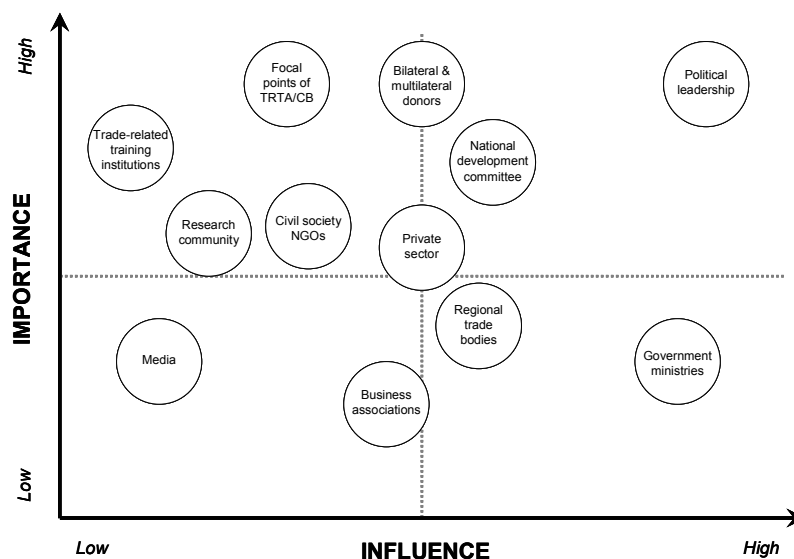 High
Focal
points of
TRTA/CB
Bilateral &
multilateral
donors
Political
leadership
Trade-related
training
institutions
National
development
committee
Research
community
Civil society
NGOs
Private
sector
IMPORTANCE
Regional
trade
bodies
Media
Government
ministries
Business
associations
Low
Low
INFLUENCE
High